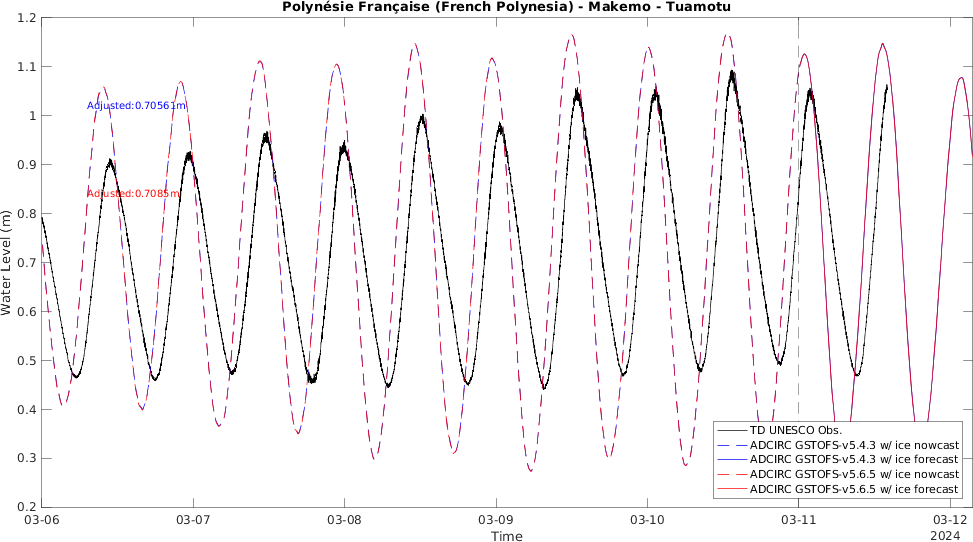 Polynésie Française (French Polynesia) - Makemo - Tuamotu
1.2
1.1
1
0.9
0.8
0.7
0.6
0.5
0.4
0.3
0.2
Water Level (m)
Adjusted:0.70561m
Adjusted:0.7085m
TD UNESCO Obs.
ADCIRC GSTOFS-v5.4.3 w/ ice nowcast
ADCIRC GSTOFS-v5.4.3 w/ ice forecast
ADCIRC GSTOFS-v5.6.5 w/ ice nowcast
ADCIRC GSTOFS-v5.6.5 w/ ice forecast
03-06 03-07 03-08 03-09 03-10 03-11 03-12
Time
2024